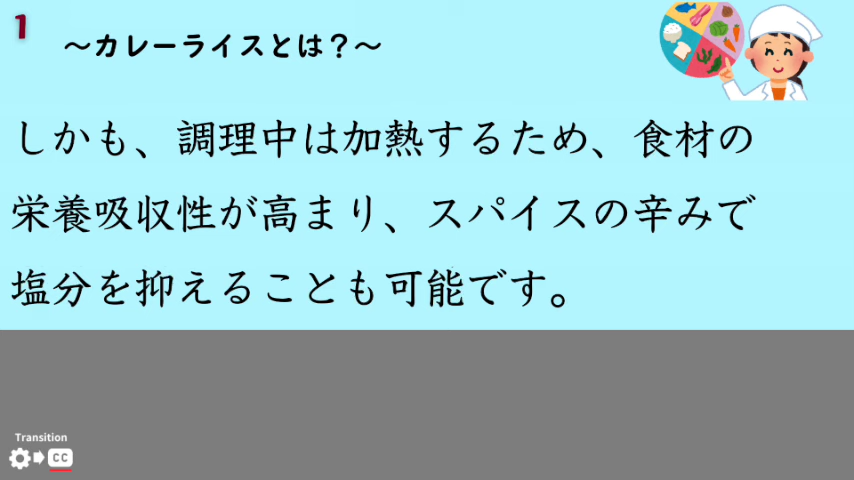 1
～カレーライスとは？～
しかも、調理中は加熱するため、食材の
栄養吸収性が高まり、スパイスの辛みで
塩分を抑えることも可能です。
Transition
CC